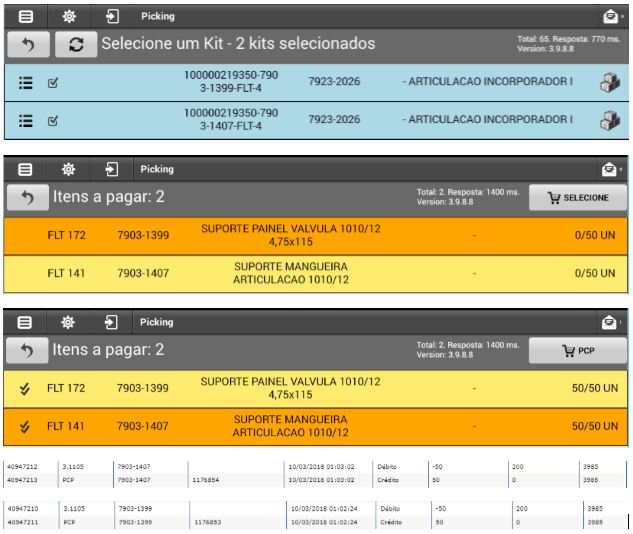 Picking
Selecione um Kit - 2 kits selecionados
Total: 65. Resposta: 770 ms.
Version: 3.9.8.8
100000219350-790
3-1399-FLT-4
7923-2026
- ARTICULACAO INCORPORADOR I
100000219350-790
3-1407-FLT-4
7923-2026
- ARTICULACAO INCORPORADOR I
Picking
Itens a pagar: 2
Total: 2. Resposta: 1400 ms.
Version: 3.9.8.8
SELECIONE
FLT 172 7903-1399 SUPORTE PAINEL VALVULA 1010/12 - 0/50 UN
4,75x115
FLT 141 7903-1407 SUPORTE MANGUEIRA - 0/50 UN
ARTICULACAO 1010/12
Picking
Itens a pagar: 2
Total: 2. Resposta: 1400 ms.
Version: 3.9.8.8
PCP
FLT 172 7903-1399 SUPORTE PAINEL VALVULA 1010/12 - 50/50 UN
4,75x115
FLT 141 7903-1407 SUPORTE MANGUEIRA - 50/50 UN
ARTICULACAO 1010/12
40947212 3.1105 7903-1407 10/03/2018 01:03:02 Débito -50 200 3985
40947213 PCP 7903-1407 1176854 10/03/2018 01:03:02 Crédito 50 0 3985
40947210 3.1105 7903-1399 10/03/2018 01:02:24 Débito -50 200 3985
40947211 PCP 7903-1399 1176853 10/03/2018 01:02:24 Crédito 50 0 3985